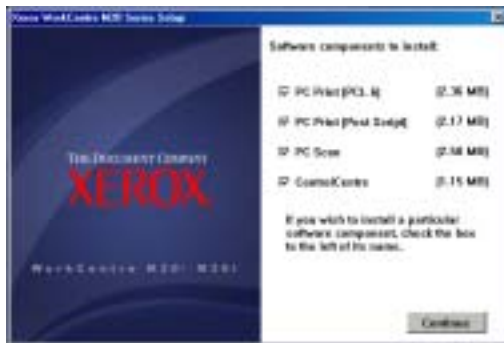 Xerox WorkCentre M20 Series Setup
Software components to install:
PC Print (PCL 6) (2.36 MB)
PC Print (Post Script) (2.17 MB)
PC Scan (2.50 MB)
ControlCentre (1.15 MB)
If you wish to install a particular
software component, check the box
to the left of its name.
THE DOCUMENT COMPANY
XEROX
WorkCentre M20/ M20i
Continue